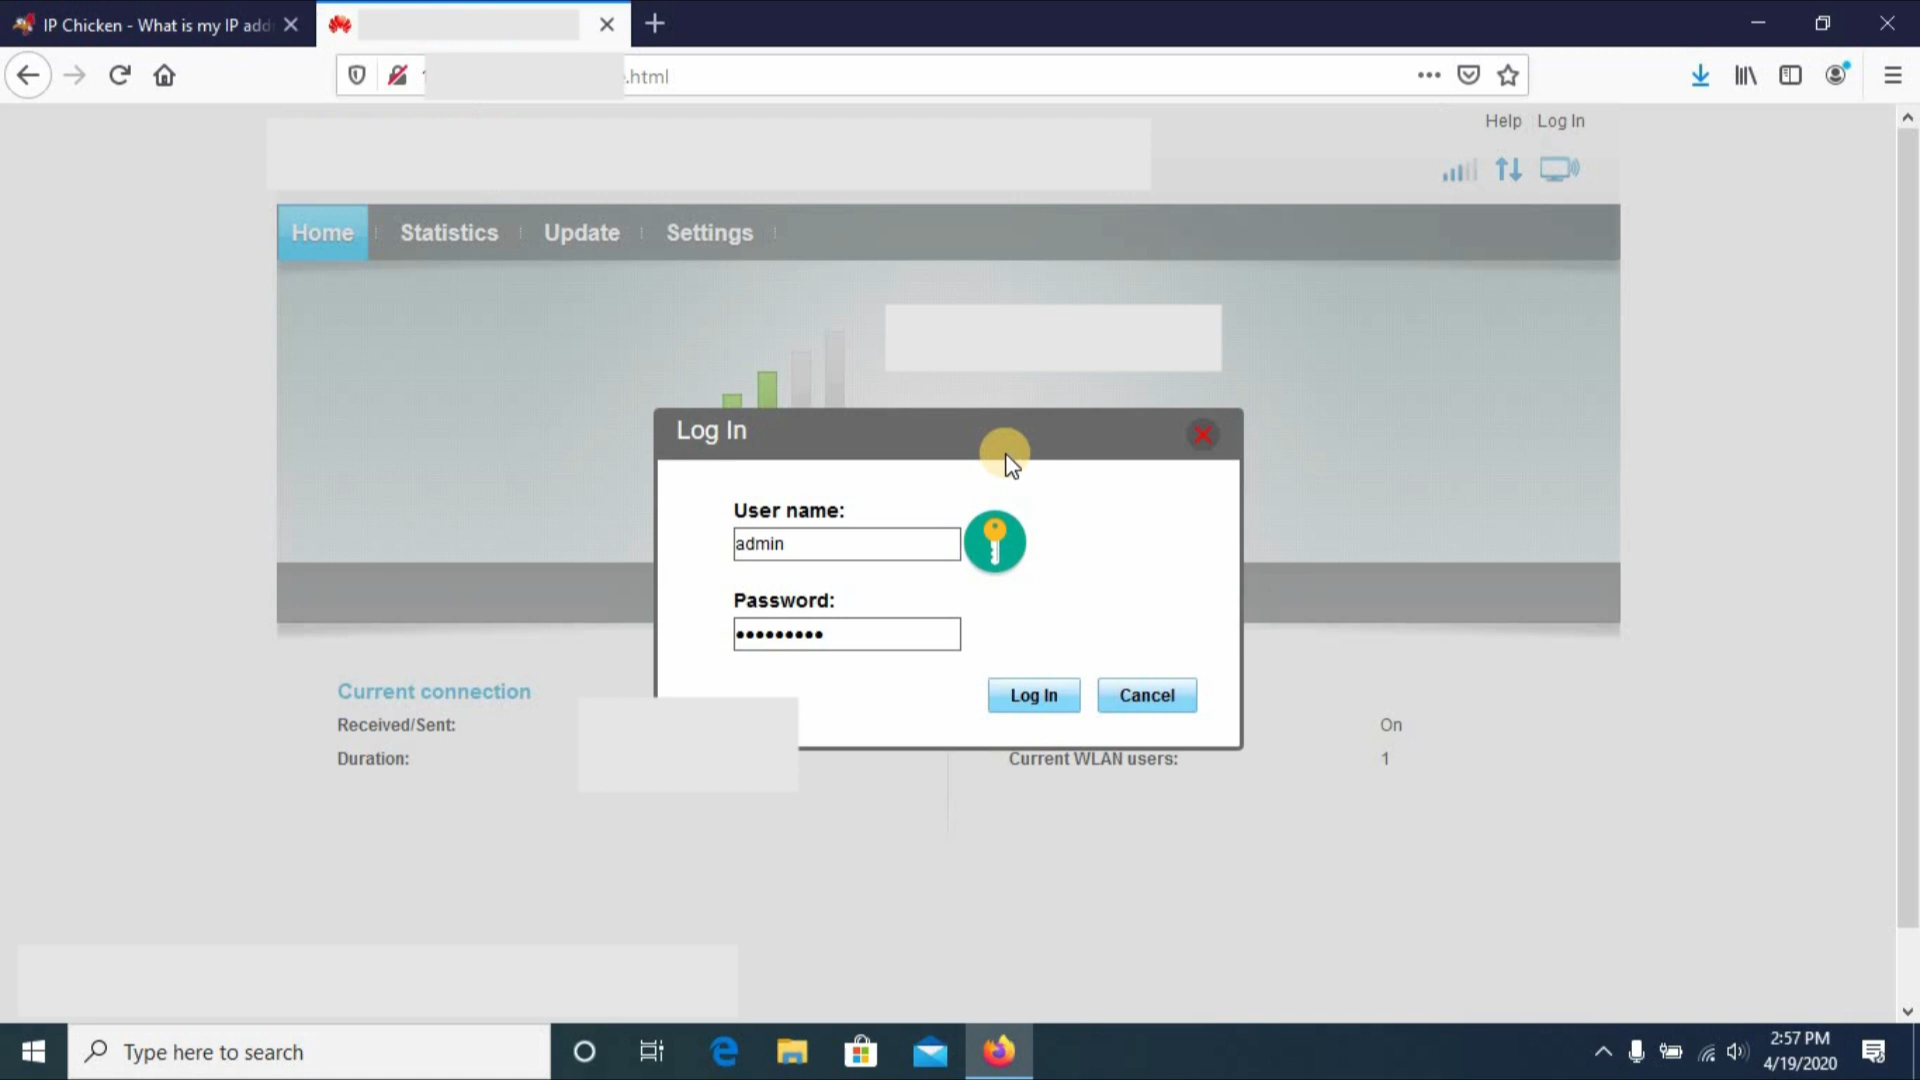 IP Chicken - What is my IP add
.html
Help Log In
Home Statistics Update Settings
Log In
User name:
admin
Password:
Log In Cancel
Current connection
Received/Sent:
On
Duration:
Current WLAN users: 1
Type here to search
2:57 PM
4/19/2020